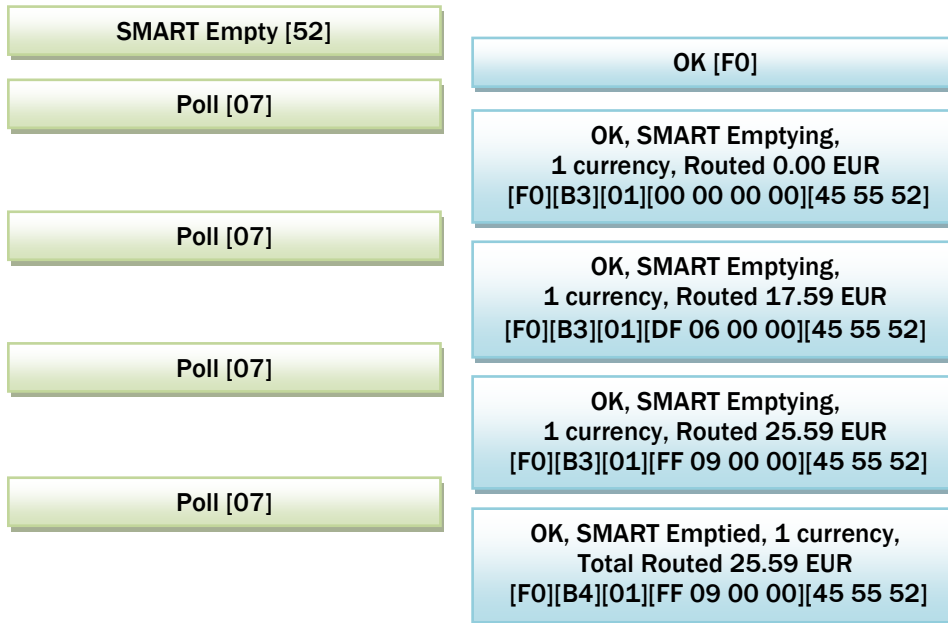 SMART Empty [52]
OK [F0]
Poll [07]
OK, SMART Emptying,
1 currency, Routed 0.00 EUR
[F0][B3][01][00 00 00 00][45 55 52]
Poll [07]
OK, SMART Emptying,
1 currency, Routed 17.59 EUR
[F0][B3][01][DF 06 00 00][45 55 52]
Poll [07]
OK, SMART Emptying,
1 currency, Routed 25.59 EUR
[F0][B3][01][FF 09 00 00][45 55 52]
Poll [07]
OK, SMART Emptied, 1 currency,
Total Routed 25.59 EUR
[F0][B4][01][FF 09 00 00][45 55 52]